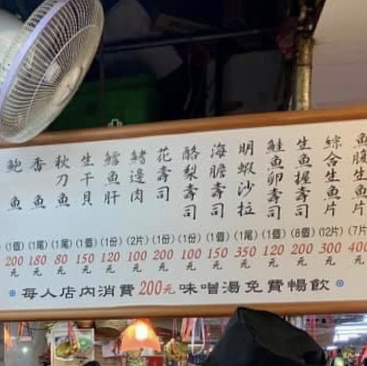 魚腹生魚片 (7片 400元
綜合生魚片 (12片) 300元
生魚握壽司 (6個) 200元
鮭魚卵壽司 (1個) 120元
明蝦沙拉 (1尾) 350元
海膽壽司 (1個) 150元
酪梨壽司 (1份) 100元
花壽司 (1份) 200元
鰭邊肉 (2片) 100元
鱈魚肝 (1份) 120元
生干貝 (1個) 150元
秋刀魚 (1尾) 80元
香魚 (1尾) 180元
鮑魚 (1個) 200元
每人店內消費200元味噌湯免費暢飲